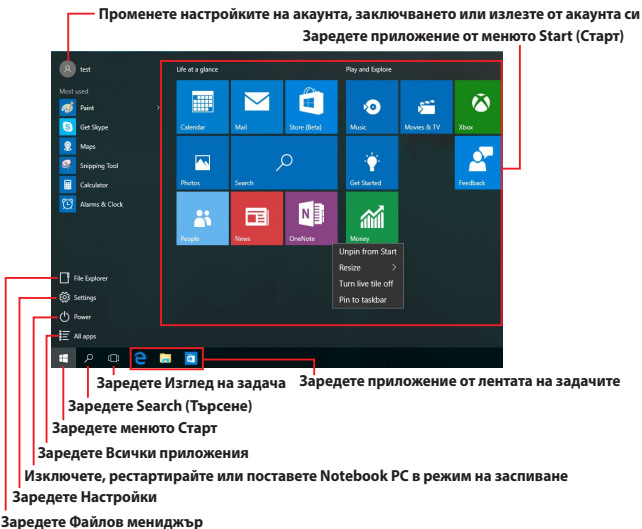 Променете настройките на акаунта, заключването или излезте от акаунта си
Заредете приложение от менюто Start (Старт)
test
Most used
Paint
Get Skype
Maps
Snipping Tool
Calculator
Alarms & Clock
File Explorer
Settings
Power
All apps
Life at a glance
Play and Explore
Calendar
Mail
Store (Beta)
Music
Movies & TV
Xbox
Photos
Search
Get Started
Feedback
People
News
OneNote
Money
Unpin from Start
Resize
Turn live tile off
Pin to taskbar
Заредете Изглед на задача
Заредете приложение от лентата на задачите
Заредете Search (Търсене)
Заредете менюто Старт
Заредете Всички приложения
Изключете, рестартирайте или поставете Notebook PC в режим на заспиване
Заредете Настройки
Заредете Файлов мениджър